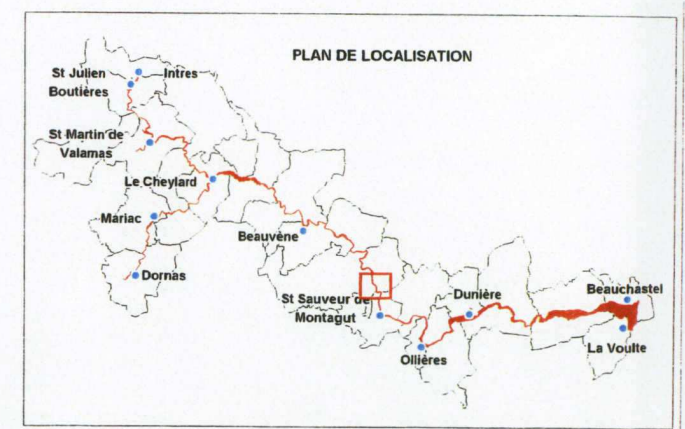 PLAN DE LOCALISATION
St Julien
Boutières
Intres
St Martin de
Valamas
Le Cheylard
Mariac
Beauvène
Dornas
St Sauveur de
Montagut
Dunière
Beauchastel
Ollières
La Voulte